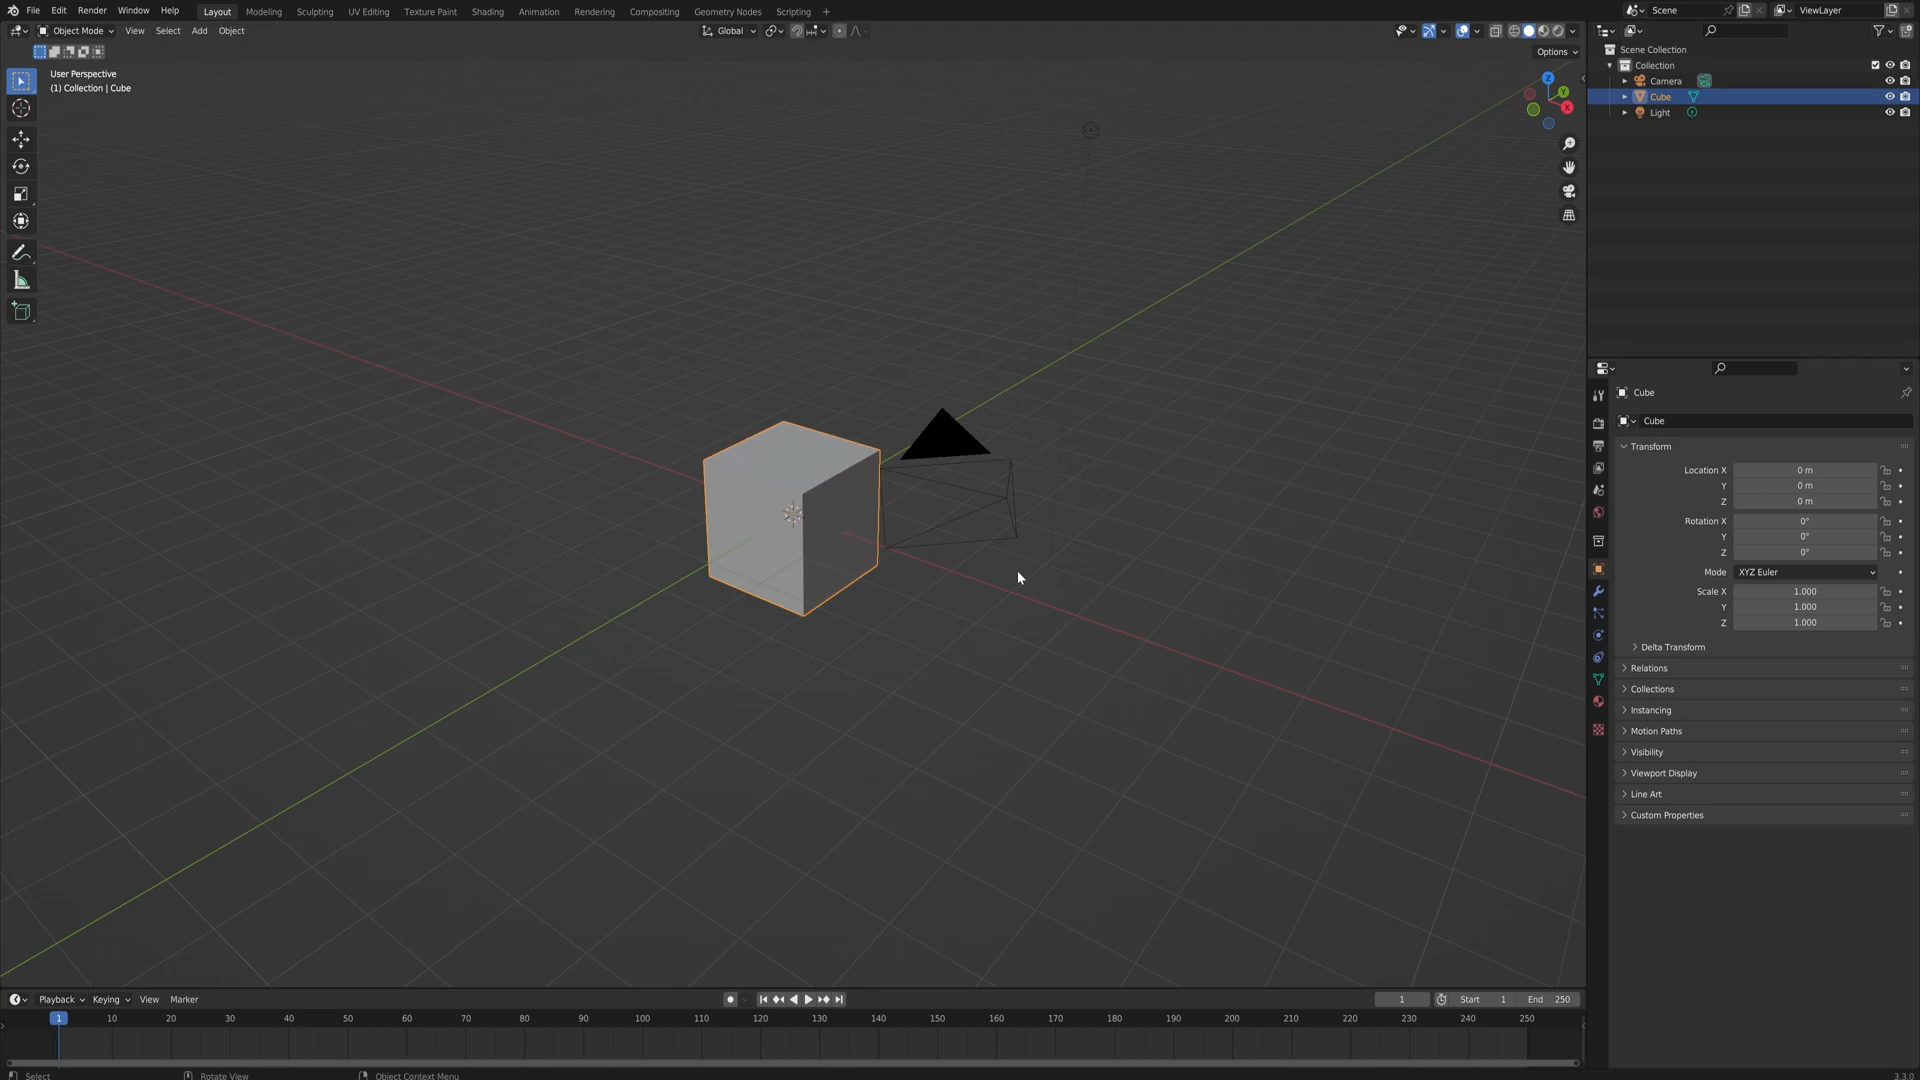 File Edit Render Window Help Layout Modeling Sculpting UV Editing Texture Paint Shading Animation Rendering Compositing Geometry Nodes Scripting + Scene ViewLayer
Object Mode View Select Add Object Global
Options
User Perspective
(1) Collection | Cube
Z
Y
X
Scene Collection
Collection
Camera
Cube
Light
Cube
Cube
Transform
Location X 0 m
Y 0 m
Z 0 m
Rotation X 0°
Y 0°
Z 0°
Mode XYZ Euler
Scale X 1.000
Y 1.000
Z 1.000
Delta Transform
Relations
Collections
Instancing
Motion Paths
Visibility
Viewport Display
Line Art
Custom Properties
Playback Keying View Marker 1 Start 1 End 250
1 10 20 30 40 50 60 70 80 90 100 110 120 130 140 150 160 170 180 190 200 210 220 230 240 250
Select Rotate View Object Context Menu 3.3.0